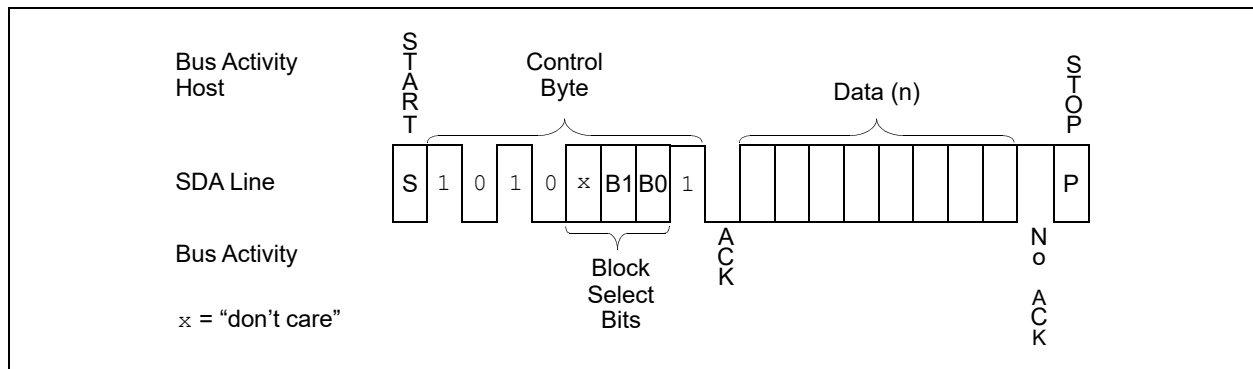 Bus Activity
Host
START
Control
Byte
Data (n)
STOP
SDA Line
S 1 0 1 0 x B1 B0 1 P
Bus Activity
ACK
No ACK
Block
Select
Bits
x = “don’t care”